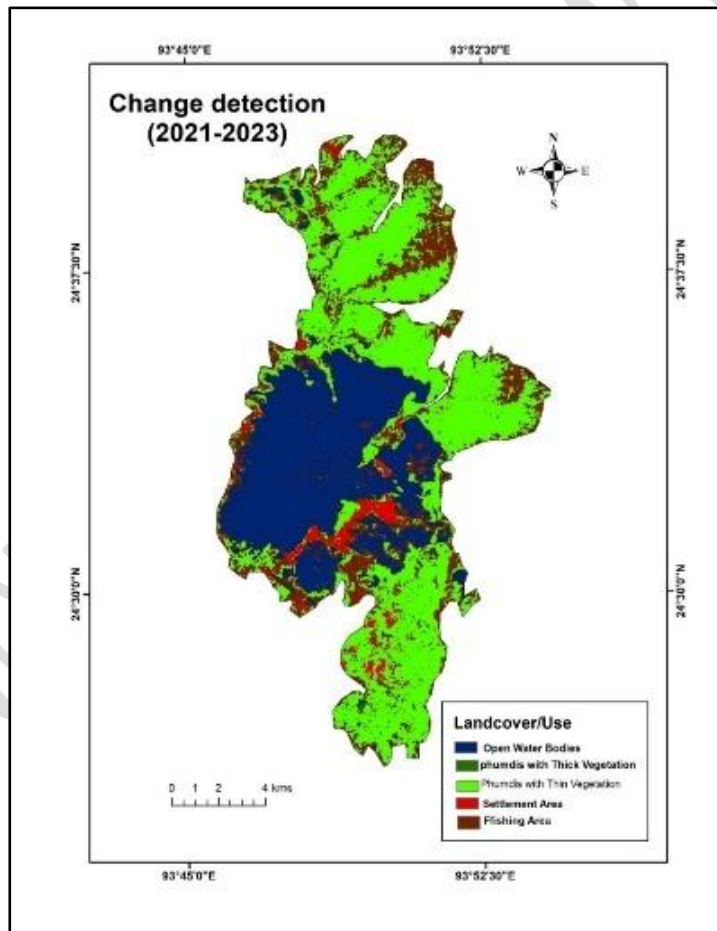 93°45'0"E
93°52'30"E
Change detection
(2021-2023)
N
W
E
S
24°37'30"N
24°37'30"N
24°30'0"N
24°30'0"N
Landcover/Use
Open Water Bodies
phumdis with Thick Vegetation
Phumdis with Thin Vegetation
Settlement Area
Ffishing Area
0 1 2 4 kms
93°45'0"E
93°52'30"E